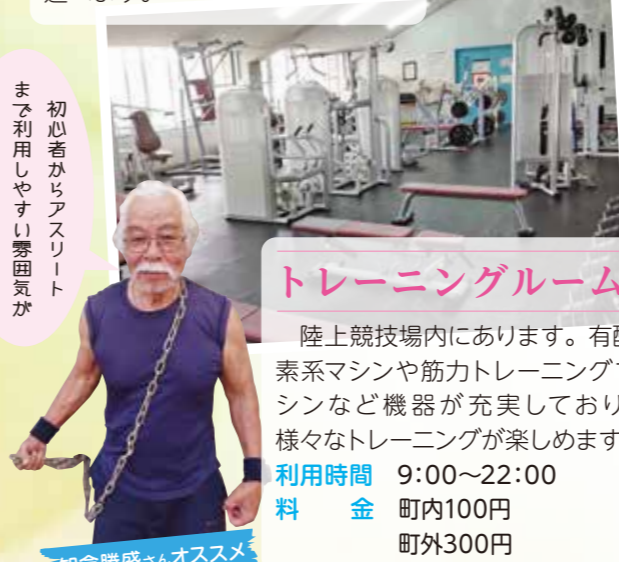 初心者からアスリート
まで利用しやすい雰囲気が
トレーニングルーム
陸上競技場内にあります。有酸
素系マシンや筋力トレーニングマ
シンなど機器が充実しており
様々なトレーニングが楽しめます
利用時間 9:00〜22:00
料 金 町内100円
町外300円
勝盛さんオススメ